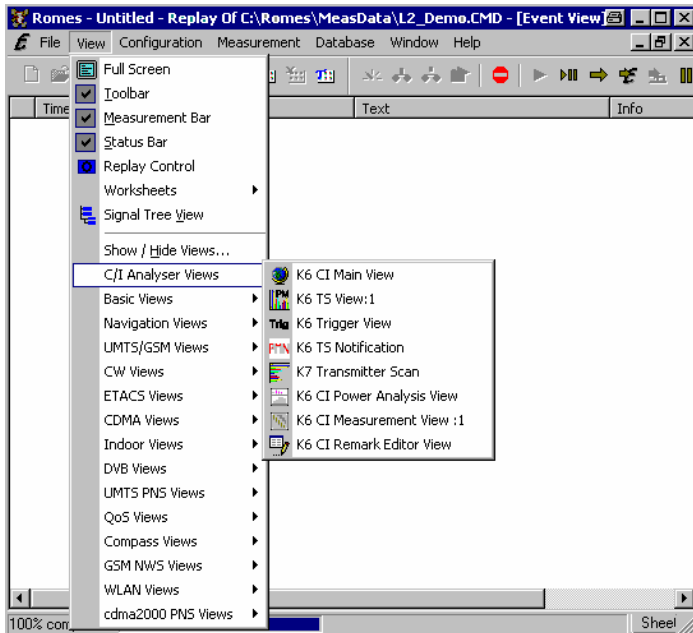 Romes - Untitled - Replay Of C:\Romes\MeasData\L2_Demo.CMD - [Event View]
File View Configuration Measurement Database Window Help
Time
Text
Info
Full Screen
Toolbar
Measurement Bar
Status Bar
Replay Control
Worksheets
Signal Tree View
Show / Hide Views...
C/I Analyser Views
Basic Views
Navigation Views
UMTS/GSM Views
CW Views
ETACS Views
CDMA Views
Indoor Views
DVB Views
UMTS PNS Views
QoS Views
Compass Views
GSM NWS Views
WLAN Views
cdma2000 PNS Views
K6 CI Main View
PM K6 TS View:1
Trig K6 Trigger View
PMN K6 TS Notification
K7 Transmitter Scan
K6 CI Power Analysis View
K6 CI Measurement View :1
K6 CI Remark Editor View
100% com
Sheet